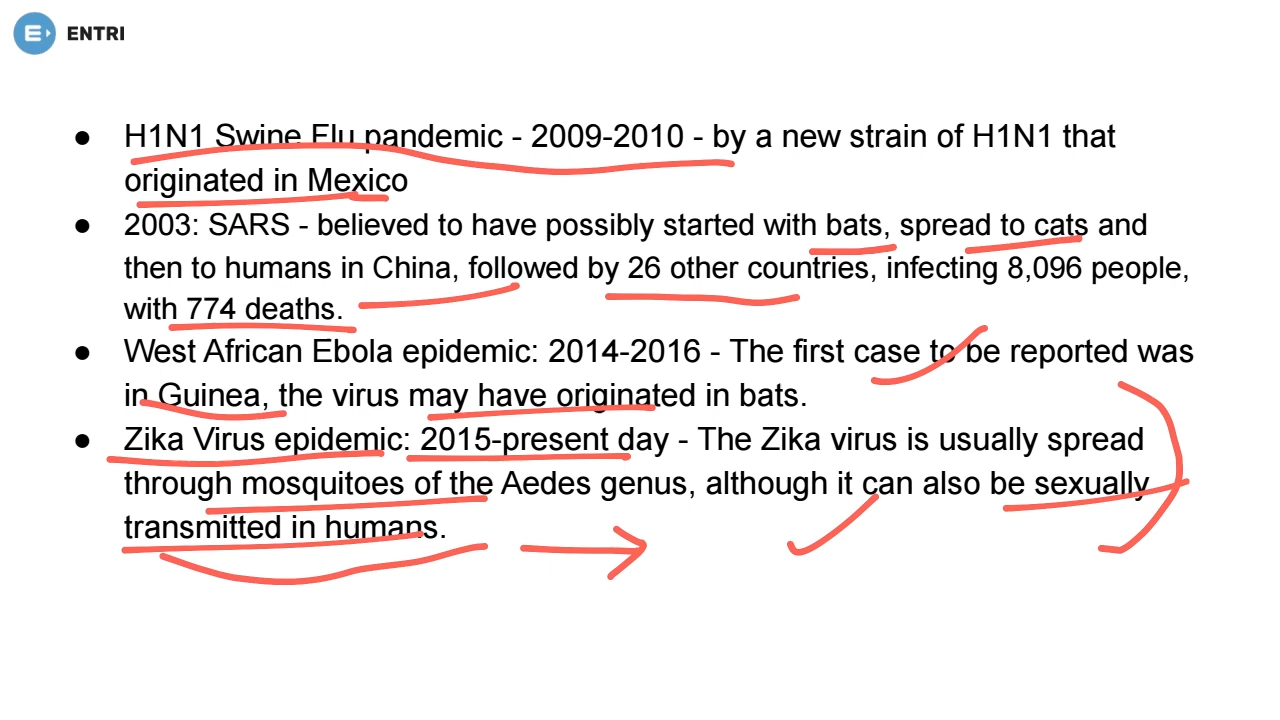 ENTRI
● H1N1 Swine Flu pandemic - 2009-2010 - by a new strain of H1N1 that
originated in Mexico
● 2003: SARS - believed to have possibly started with bats, spread to cats and
then to humans in China, followed by 26 other countries, infecting 8,096 people,
with 774 deaths.
● West African Ebola epidemic: 2014-2016 - The first case to be reported was
in Guinea, the virus may have originated in bats.
● Zika Virus epidemic: 2015-present day - The Zika virus is usually spread
through mosquitoes of the Aedes genus, although it can also be sexually
transmitted in humans.